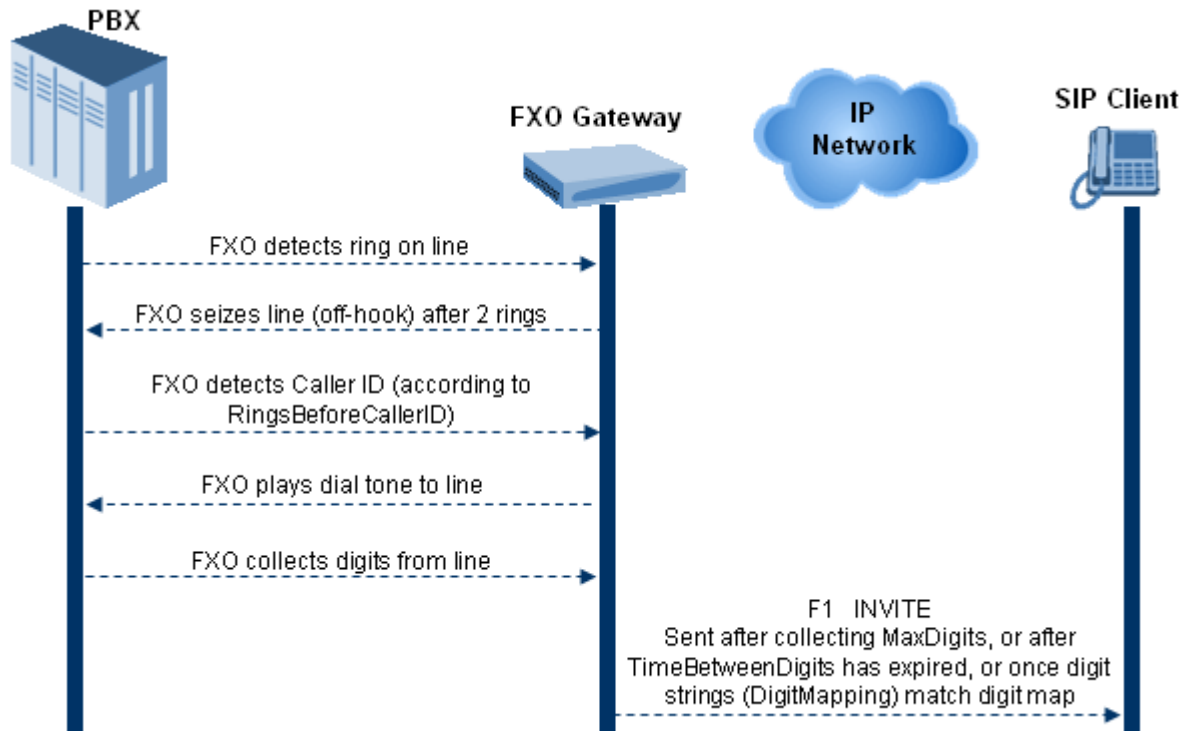 PBX
FXO Gateway
IP
Network
SIP Client
FXO detects ring on line
FXO seizes line (off-hook) after 2 rings
FXO detects Caller ID (according to
RingsBeforeCallerID)
FXO plays dial tone to line
FXO collects digits from line
F1 INVITE
Sent after collecting MaxDigits, or after
TimeBetweenDigits has expired, or once digit
strings (DigitMapping) match digit map